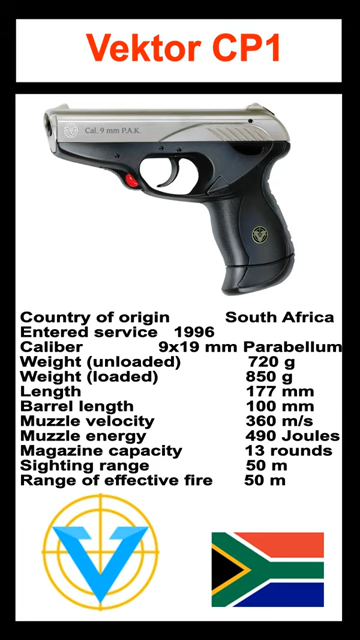 Vektor CP1
Cal. 9 mm P.A.K.
Country of origin South Africa
Entered service 1996
Caliber 9x19 mm Parabellum
Weight (unloaded) 720 g
Weight (loaded) 850 g
Length 177 mm
Barrel length 100 mm
Muzzle velocity 360 m/s
Muzzle energy 490 Joules
Magazine capacity 13 rounds
Sighting range 50 m
Range of effective fire 50 m